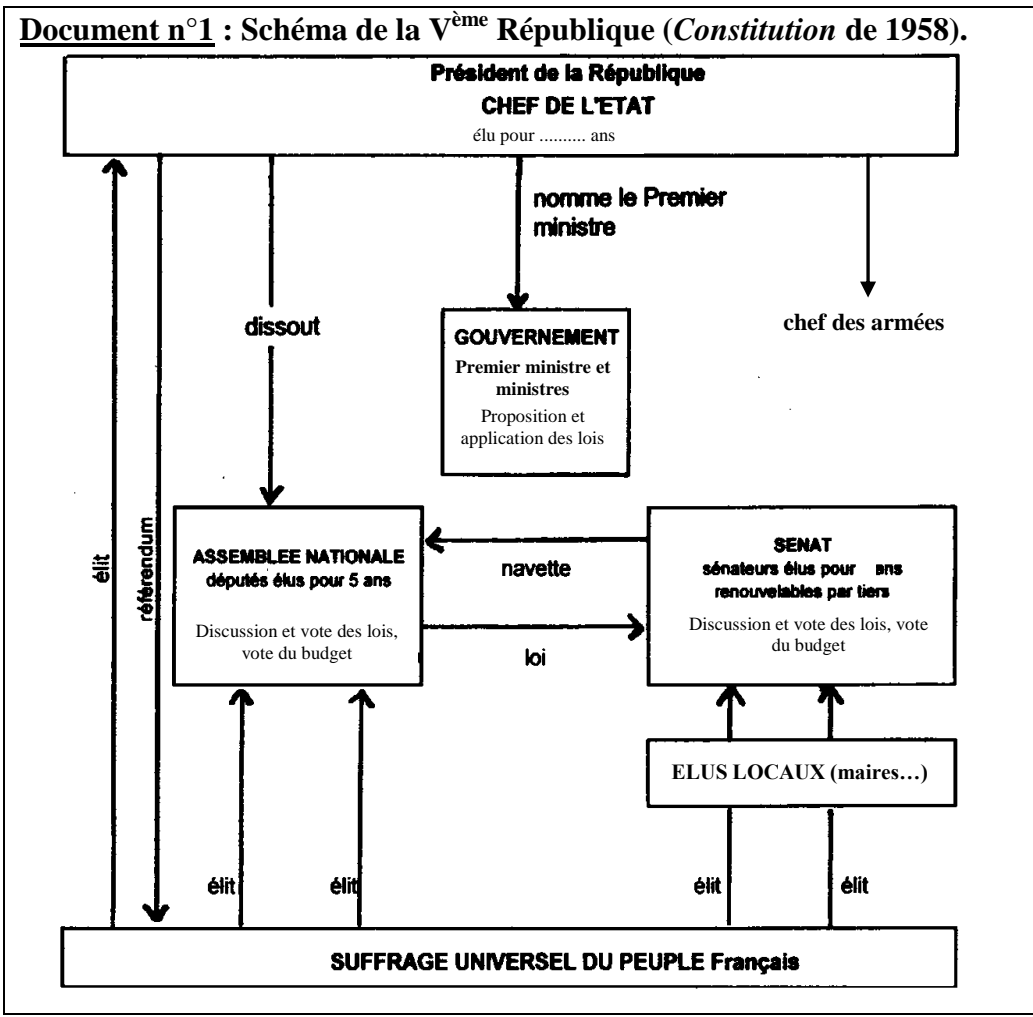 Document n°1 : Schéma de la Vème République (Constitution de 1958).
Président de la République
CHEF DE L'ETAT
élu pour .......... ans
nomme le Premier
ministre
dissout
chef des armées
GOUVERNEMENT
Premier ministre et
ministres
Proposition et
application des lois
élit
référendum
ASSEMBLEE NATIONALE
députés élus pour 5 ans
Discussion et vote des lois,
vote du budget
navette
loi
SENAT
sénateurs élus pour ans
renouvelables par tiers
Discussion et vote des lois, vote
du budget
ELUS LOCAUX (maires…)
élit
élit
élit
élit
SUFFRAGE UNIVERSEL DU PEUPLE Français